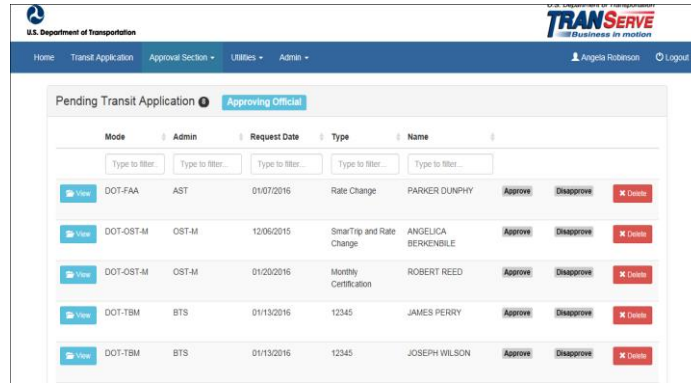 U.S. Department of Transportation
U.S. Department of Transportation
TRANSERVE
Business in motion
Home Transit Application Approval Section Utilities Admin Angela Robinson Logout
Pending Transit Application 8 Approving Official
Mode Admin Request Date Type Name
Type to filter... Type to filter... Type to filter... Type to filter... Type to filter...
View DOT-FAA AST 01/07/2016 Rate Change PARKER DUNPHY Approve Disapprove Delete
View DOT-OST-M OST-M 12/06/2015 SmarTrip and Rate ANGELICA Approve Disapprove Delete
Change BERKENBILE
View DOT-OST-M OST-M 01/20/2016 Monthly ROBERT REED Approve Disapprove Delete
Certification
View DOT-TBM BTS 01/13/2016 12345 JAMES PERRY Approve Disapprove Delete
View DOT-TBM BTS 01/13/2016 12345 JOSEPH WILSON Approve Disapprove Delete